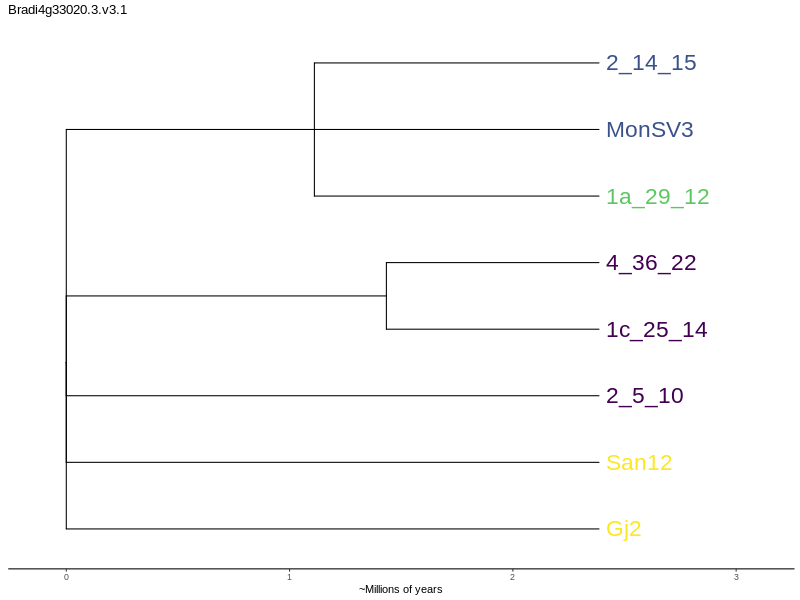 Bradi4g33020.3.v3.1
2_14_15
MonSV3
1a_29_12
4_36_22
1c_25_14
2_5_10
San12
Gj2
0 1 2 3
~Millions of years